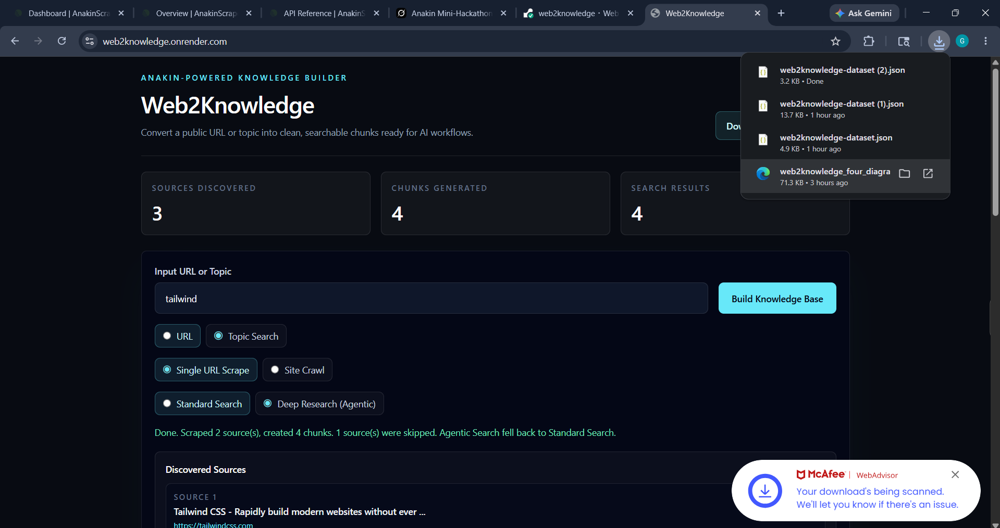 Dashboard | AnakinScra
Overview | AnakinScrap
API Reference | AnakinS
Anakin Mini-Hackathon
web2knowledge · Web
Web2Knowledge
Ask Gemini
web2knowledge.onrender.com
G
web2knowledge-dataset (2).json
3.2 KB • Done
web2knowledge-dataset (1).json
13.7 KB • 1 hour ago
web2knowledge-dataset.json
4.9 KB • 1 hour ago
web2knowledge_four_diagra
71.3 KB • 3 hours ago
ANAKIN-POWERED KNOWLEDGE BUILDER
Web2Knowledge
Convert a public URL or topic into clean, searchable chunks ready for AI workflows.
SOURCES DISCOVERED
3
CHUNKS GENERATED
4
SEARCH RESULTS
4
Input URL or Topic
tailwind
Build Knowledge Base
URL
Topic Search
Single URL Scrape
Site Crawl
Standard Search
Deep Research (Agentic)
Done. Scraped 2 source(s), created 4 chunks. 1 source(s) were skipped. Agentic Search fell back to Standard Search.
Discovered Sources
SOURCE 1
Tailwind CSS - Rapidly build modern websites without ever ...
https://tailwindcss.com
McAfee | WebAdvisor
Your download's being scanned.
We'll let you know if there's an issue.